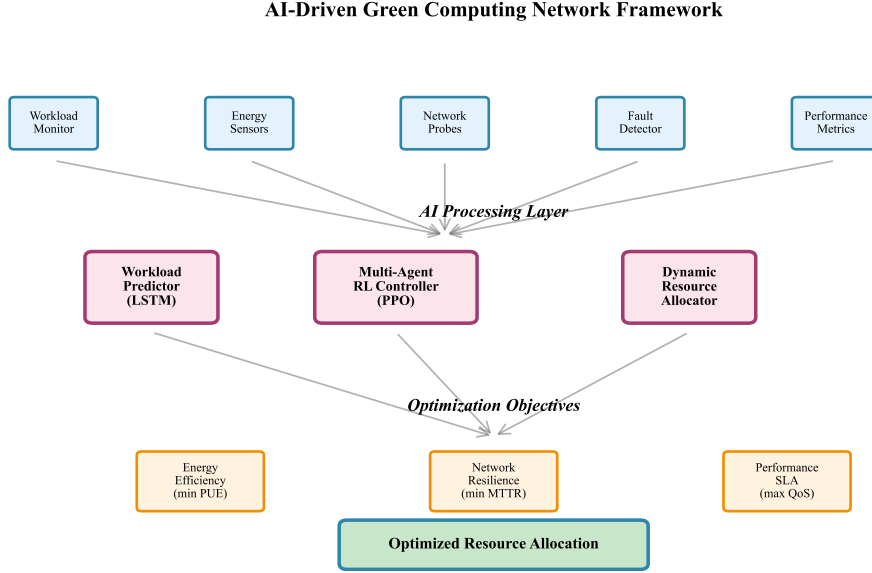 AI-Driven Green Computing Network Framework
Workload
Monitor
Energy
Sensors
Network
Probes
Fault
Detector
Performance
Metrics
AI Processing Layer
Workload
Predictor
(LSTM)
Multi-Agent
RL Controller
(PPO)
Dynamic
Resource
Allocator
Optimization Objectives
Energy
Efficiency
(min PUE)
Network
Resilience
(min MTTR)
Performance
SLA
(max QoS)
Optimized Resource Allocation